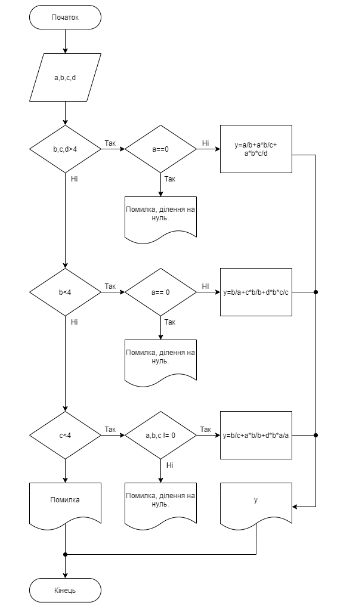 Початок
a,b,c,d
b,c,d>4
Так
a==0
Ні
y=a/b+a*b/c+
a*b*c/d
Ні
Так
Помилка, ділення на
нуль.
b<4
Так
a== 0
Ні
y=b/a+c*b/b+d*b*c/c
Ні
Так
Помилка, ділення на
нуль.
c<4
Так
a,b,c != 0
Так
y=b/c+a*b/b+d*b*a/a
Ні
Помилка
Помилка, ділення на
нуль.
y
Кінець